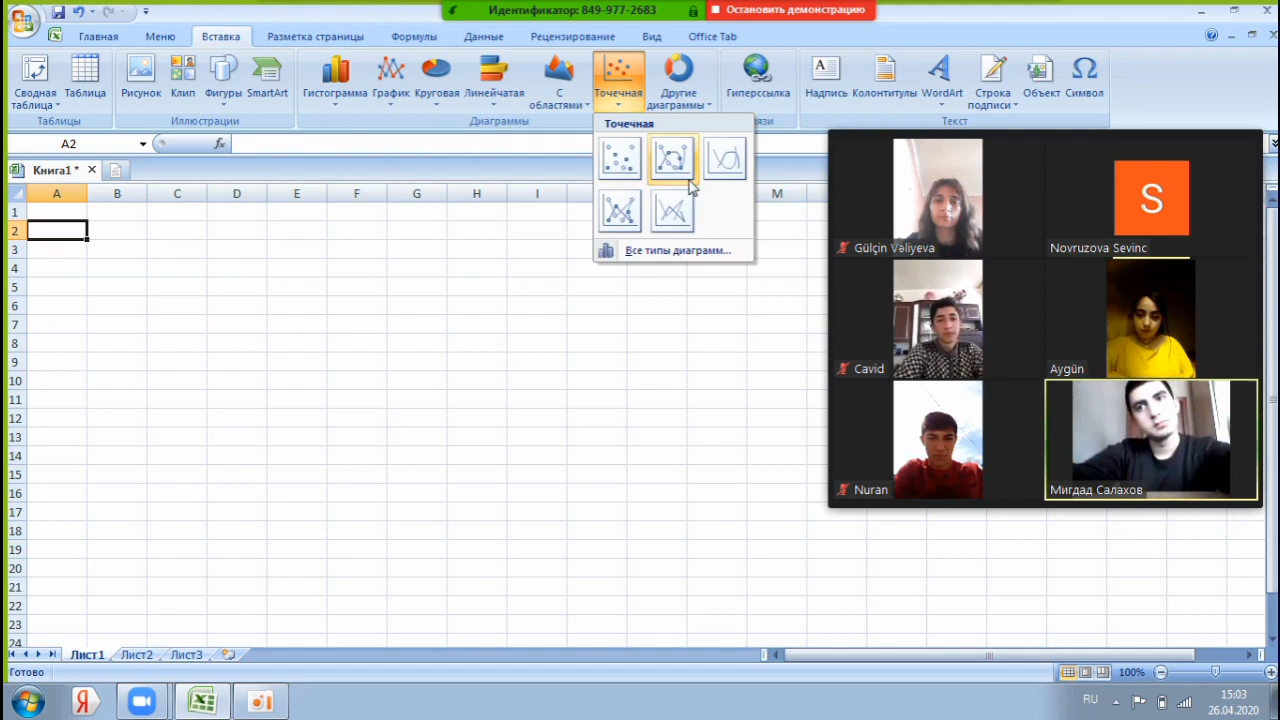 Идентификатор: 849-977-2683
Остановить демонстрацию
Главная Меню Вставка Разметка страницы Формулы Данные Рецензирование Вид Office Tab
Сводная таблица Таблица Рисунок Клип Фигуры SmartArt Гистограмма График Круговая Линейчатая С областями Точечная Другие диаграммы Гиперссылка Надпись Колонтитулы WordArt Строка подписи Объект Символ
Таблицы Иллюстрации Диаграммы Связи Текст
Точечная
Все типы диаграмм...
A2
fx
Книга1 *
A B C D E F G H I M
1
2
3
4
5
6
7
8
9
10
11
12
13
14
15
16
17
18
19
20
21
22
23
24
S
Gülçin Vəliyeva
Novruzova Sevinc
Cavid
Aygün
Nuran
Мигдад Салахов
Лист1 Лист2 Лист3
Готово
100%
Я
RU
15:03
26.04.2020